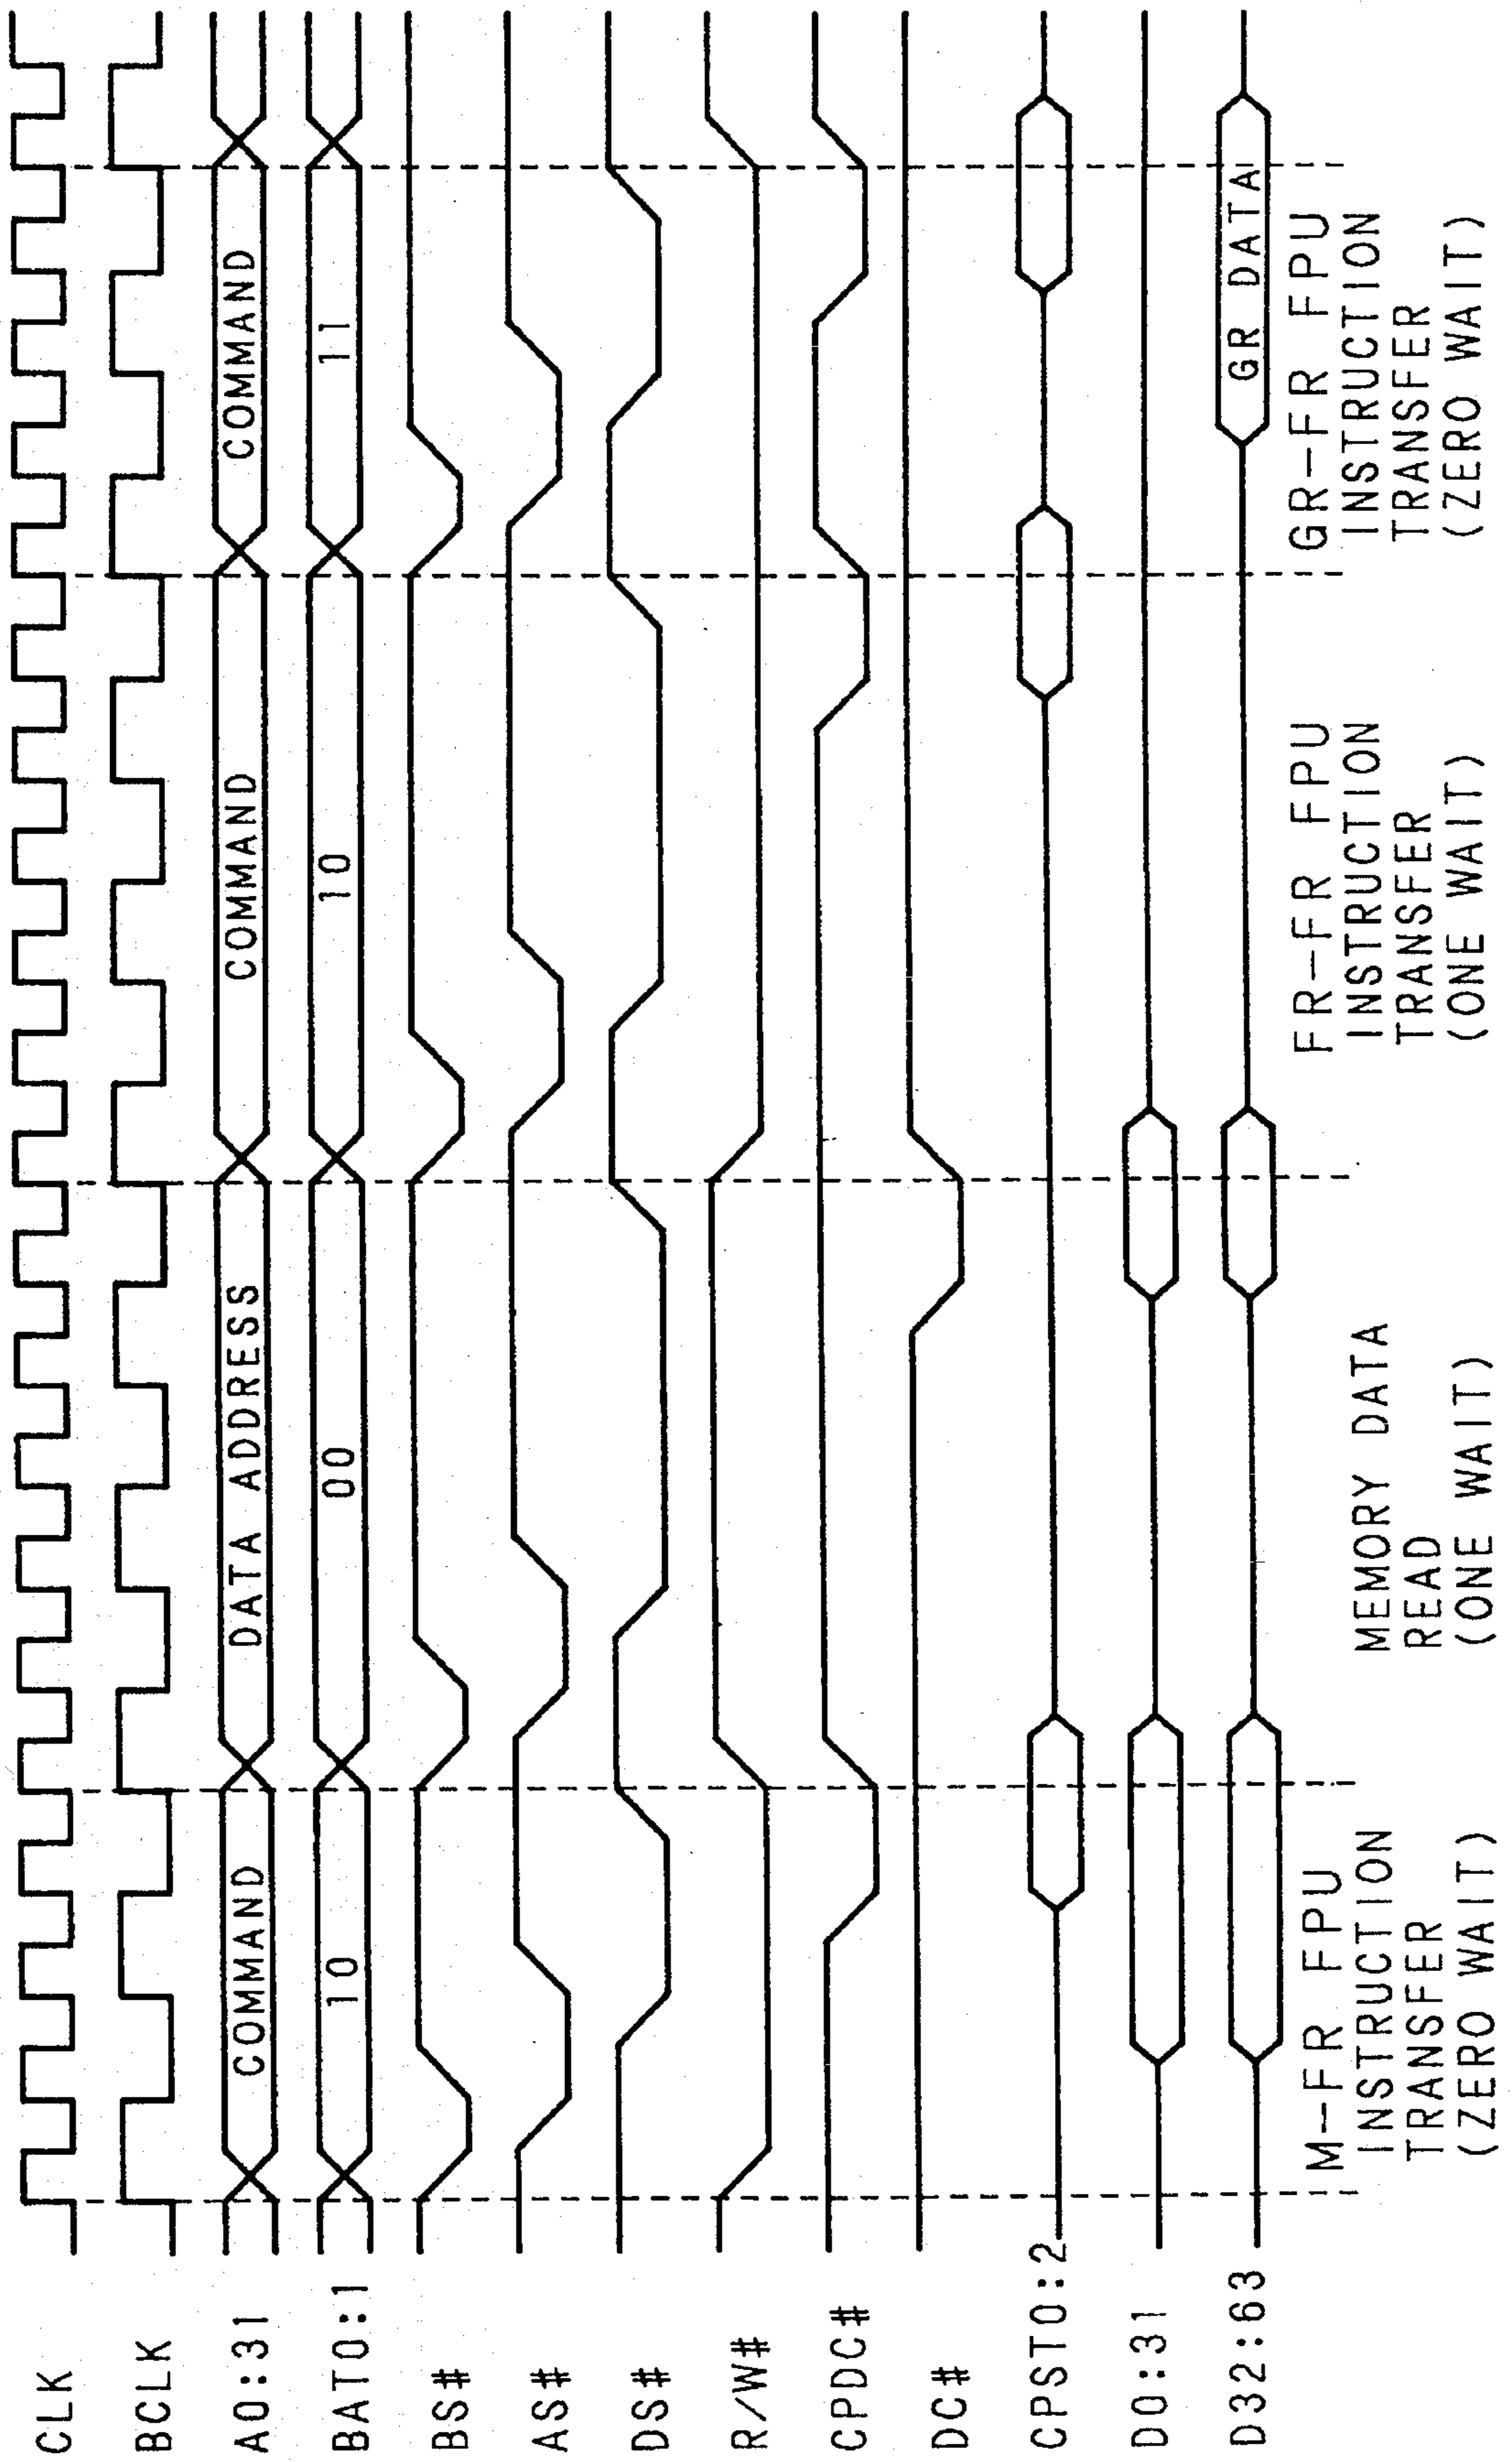 CLK
BCLK
A0:31
COMMAND
DATA ADDRESS
COMMAND
COMMAND
BAT0:1
10
00
10
11
BS#
AS#
DS#
R/W#
CPDC#
DC#
CPST0:2
D0:31
D32:63
GR DATA
M-FR FPU
INSTRUCTION
TRANSFER
(ZERO WAIT)
MEMORY DATA
READ
(ONE WAIT)
FR-FR FPU
INSTRUCTION
TRANSFER
(ONE WAIT)
GR-FR FPU
INSTRUCTION
TRANSFER
(ZERO WAIT)